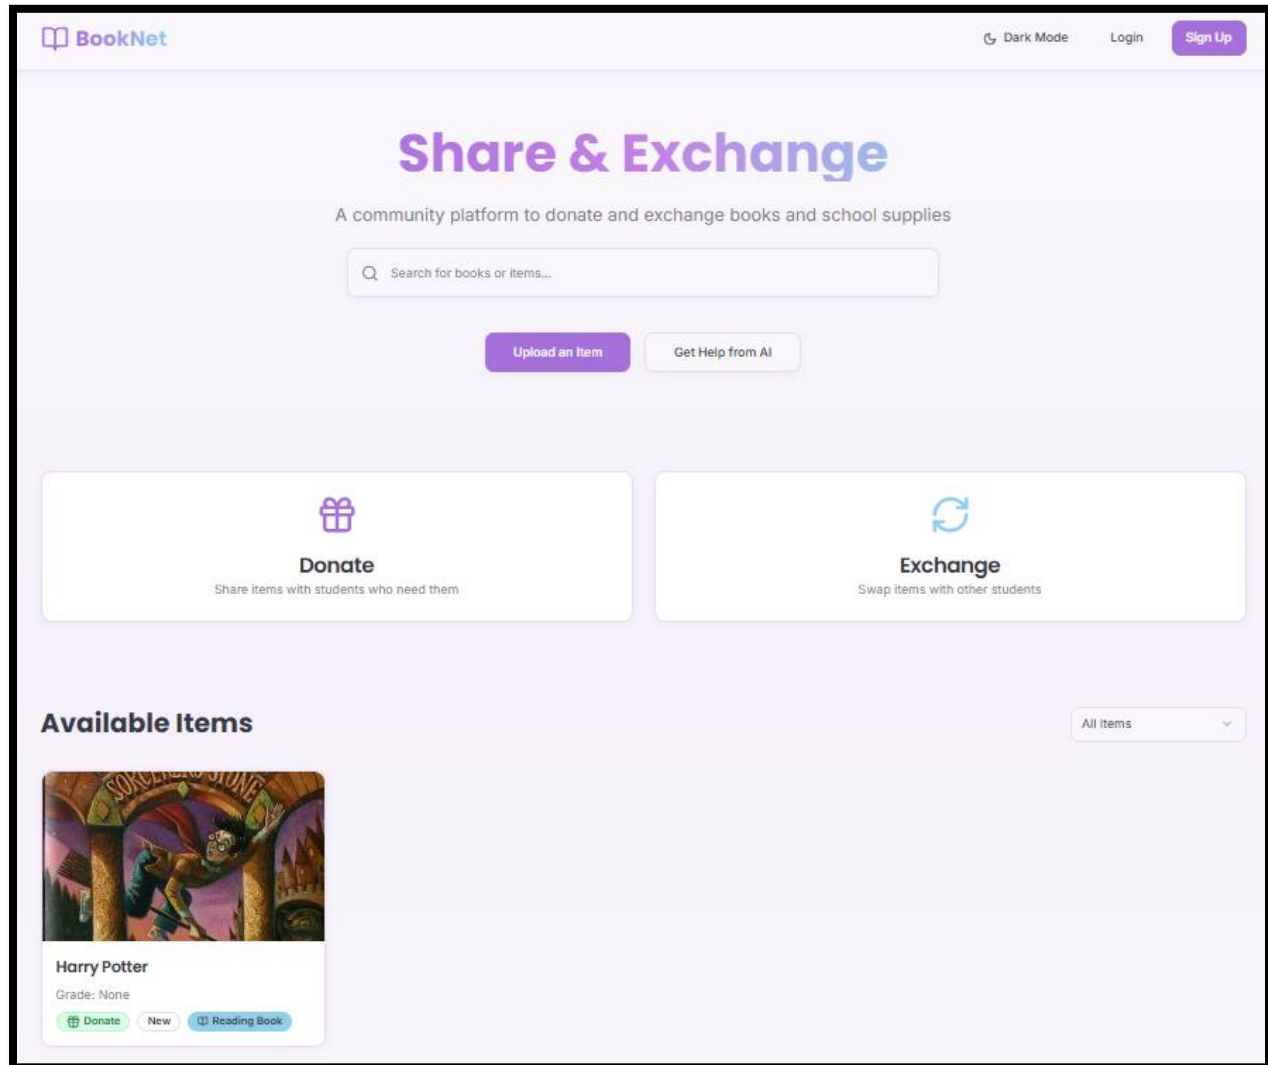 BookNet
Dark Mode Login Sign Up
Share & Exchange
A community platform to donate and exchange books and school supplies
Search for books or items...
Upload an Item Get Help from AI
Donate
Share items with students who need them
Exchange
Swap items with other students
Available Items
All Items
SORCERER'S STONE
Harry Potter
Grade: None
Donate New Reading Book